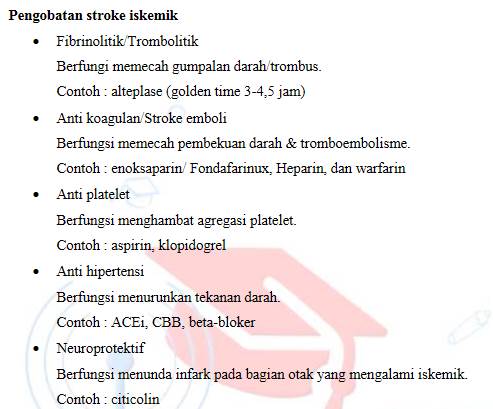 Pengobatan stroke iskemik
• Fibrinolitik/Trombolitik
Berfungi memecah gumpalan darah/trombus.
Contoh : alteplase (golden time 3-4,5 jam)
• Anti koagulan/Stroke emboli
Berfungsi memecah pembekuan darah & tromboembolisme.
Contoh : enoksaparin/ Fondafarinux, Heparin, dan warfarin
• Anti platelet
Berfungsi menghambat agregasi platelet.
Contoh : aspirin, klopidogrel
• Anti hipertensi
Berfungsi menurunkan tekanan darah.
Contoh : ACEi, CBB, beta-bloker
• Neuroprotektif
Berfungsi menunda infark pada bagian otak yang mengalami iskemik.
Contoh : citicolin